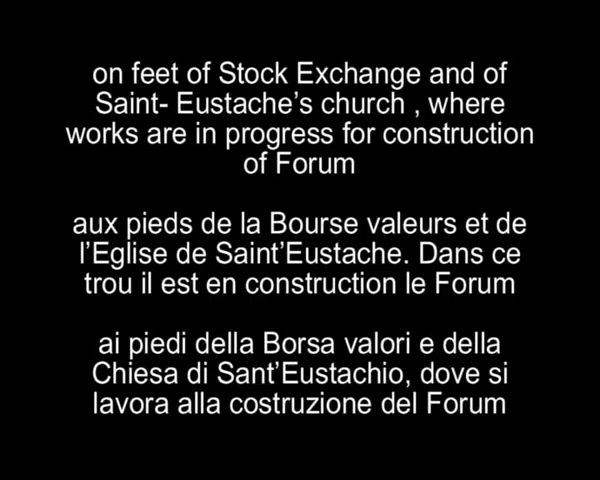 on feet of Stock Exchange and of
Saint- Eustache’s church , where
works are in progress for construction
of Forum
aux pieds de la Bourse valeurs et de
l’Eglise de Saint’Eustache. Dans ce
trou il est en construction le Forum
ai piedi della Borsa valori e della
Chiesa di Sant’Eustachio, dove si
lavora alla costruzione del Forum